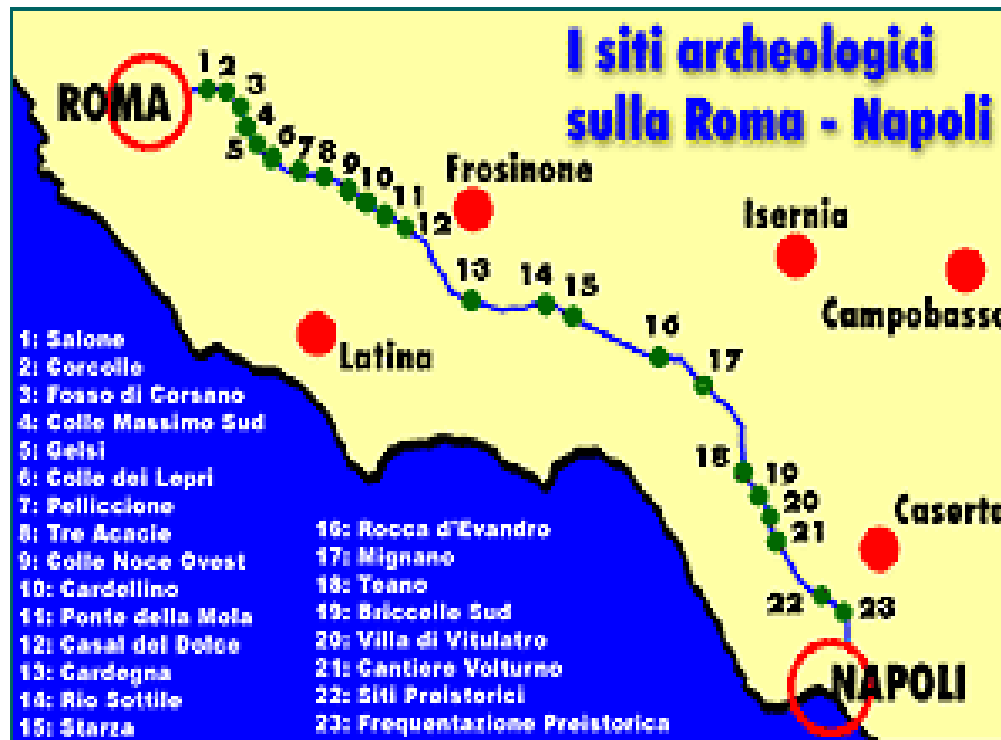 I siti archeologici
sulla Roma - Napoli
ROMA
1
2
3
4
5
6
7
8
9
10
11
12
Frosinone
Isernia
Campobasso
13
14
15
16
17
Latina
18
19
20
21
Caserta
22
23
NAPOLI
1: Salone
2: Corcolle
3: Fosso di Corsano
4: Colle Massimo Sud
5: Gelsi
6: Colle dei Lepri
7: Pelliccione
8: Tre Acacie
9: Colle Noce Ovest
10: Cardellino
11: Ponte della Mola
12: Casal del Dolce
13: Cardegna
14: Rio Sottile
15: Starza
16: Rocca d'Evandro
17: Mignano
18: Teano
19: Briccelle Sud
20: Villa di Vitulatro
21: Cantiere Volturno
22: Siti Preistorici
23: Frequentazione Preistorica